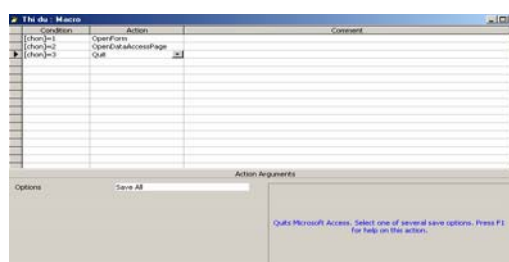 Thi du : Macro
Condition Action Comment
[chon]=1 OpenForm
[chon]=2 OpenDataAccessPage
[chon]=3 Quit
Action Arguments
Options Save All
Quits Microsoft Access. Select one of several save options. Press F1
for help on this action.